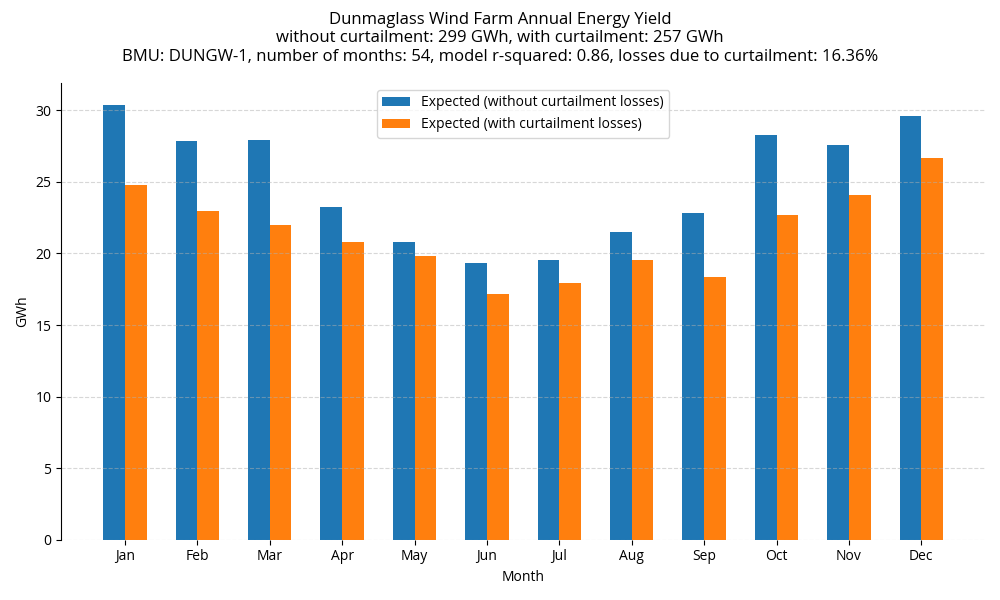 Dunmaglass Wind Farm Annual Energy Yield
without curtailment: 299 GWh, with curtailment: 257 GWh
BMU: DUNGW-1, number of months: 54, model r-squared: 0.86, losses due to curtailment: 16.36%
Expected (without curtailment losses)
Expected (with curtailment losses)
GWh
30
25
20
15
10
5
0
Jan Feb Mar Apr May Jun Jul Aug Sep Oct Nov Dec
Month